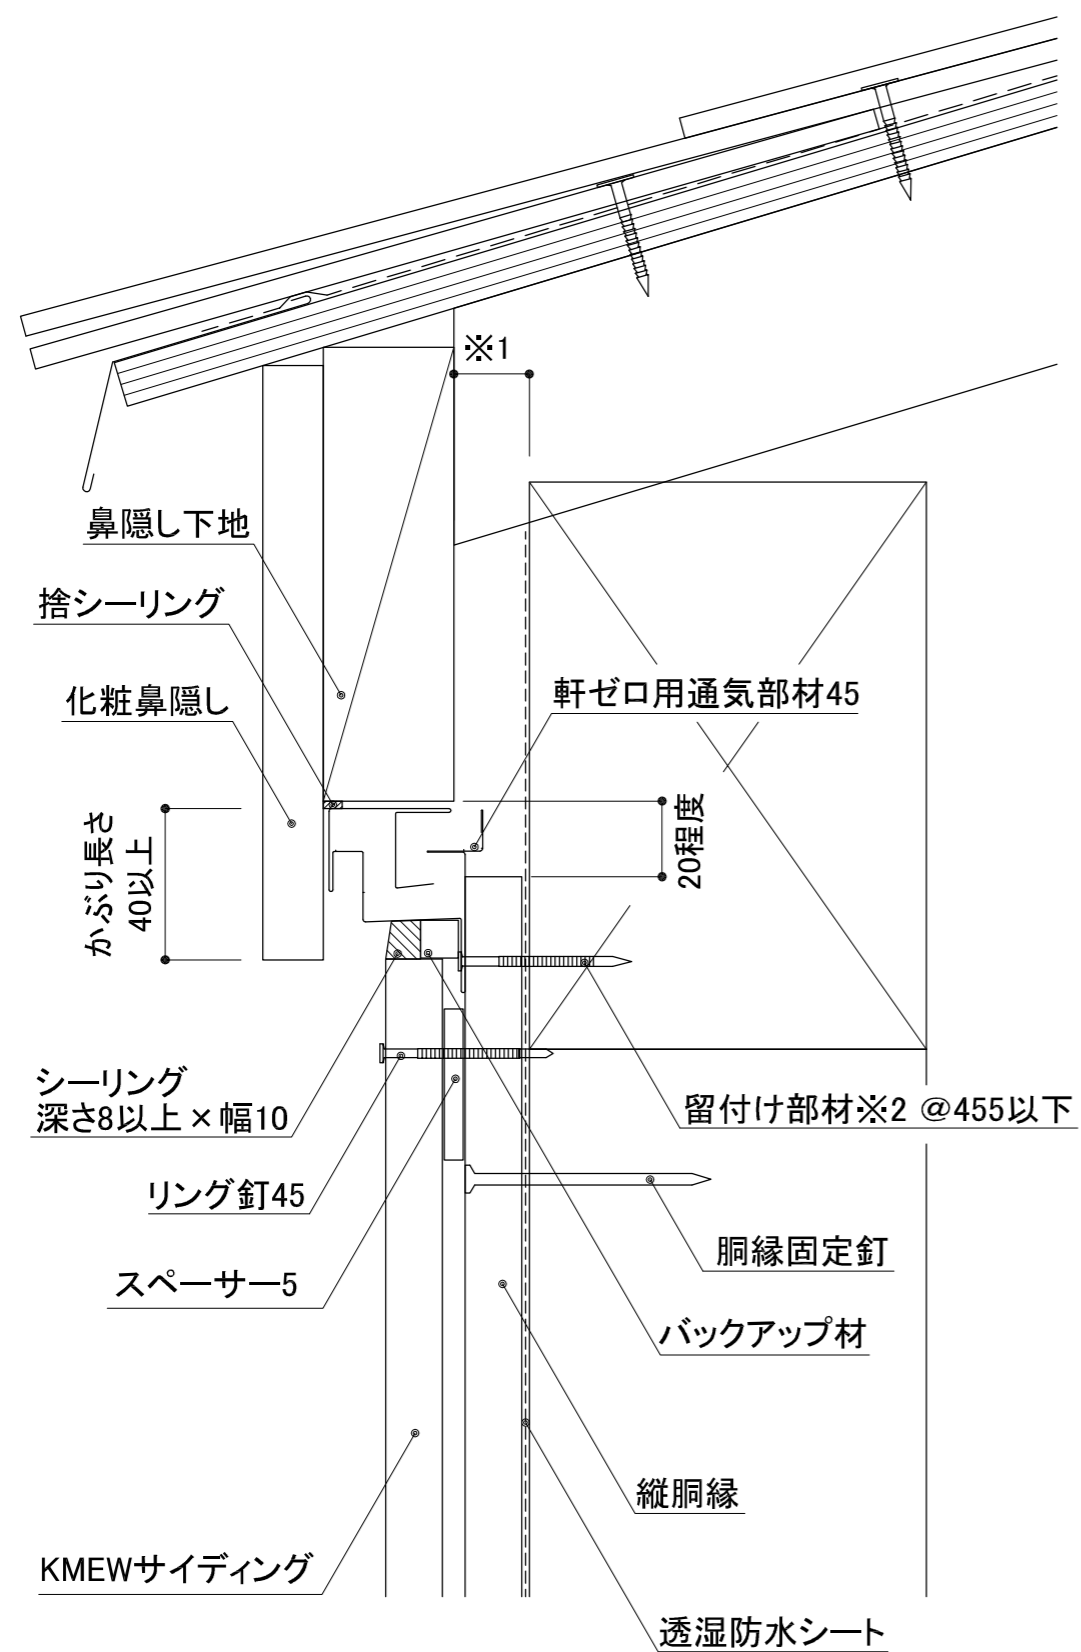 ※1
鼻隠し下地
捨シーリング
化粧鼻隠し
軒ゼロ用通気部材45
かぶり長さ
40以上
20程度
シーリング
深さ8以上×幅10
留付け部材※2 @455以下
リング釘45
胴縁固定釘
スペーサー5
バックアップ材
縦胴縁
KMEWサイディング
透湿防水シート